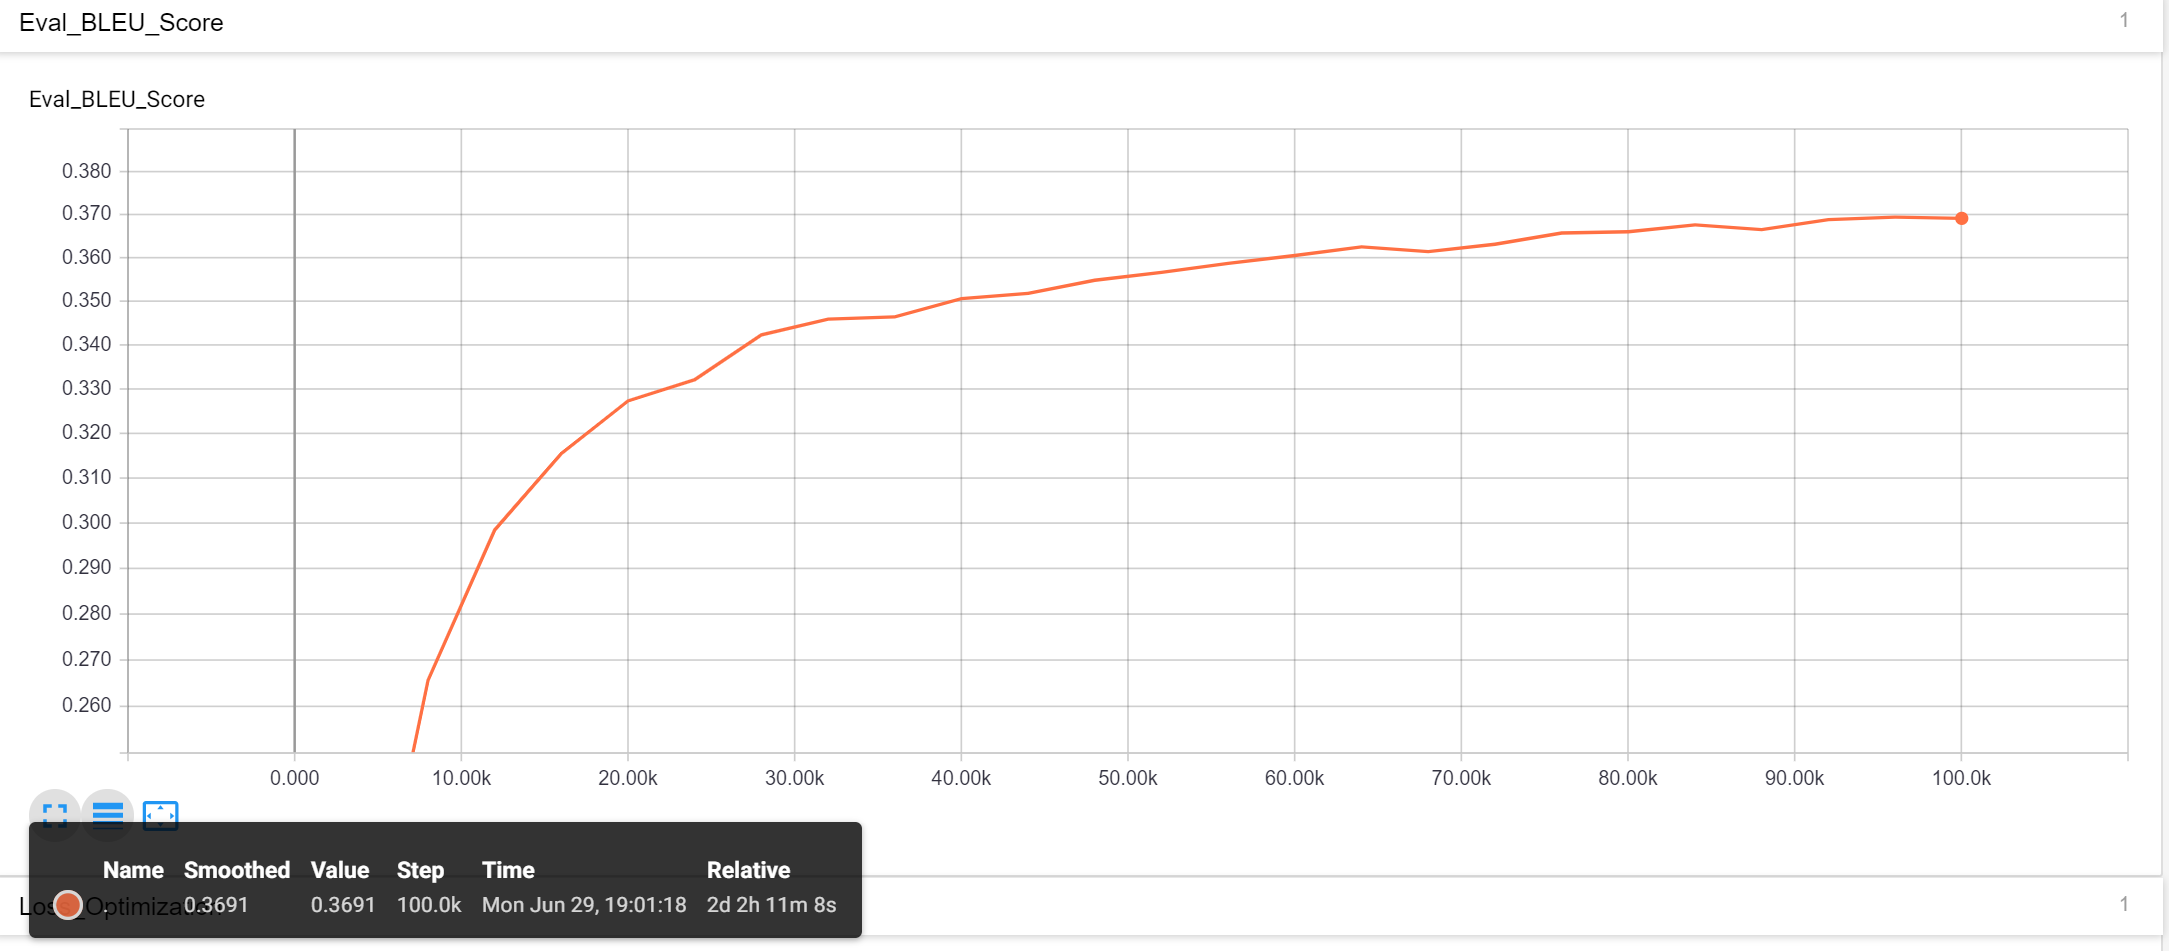 Eval_BLEU_Score 1
Eval_BLEU_Score
0.380
0.370
0.360
0.350
0.340
0.330
0.320
0.310
0.300
0.290
0.280
0.270
0.260
0.000 10.00k 20.00k 30.00k 40.00k 50.00k 60.00k 70.00k 80.00k 90.00k 100.0k
Name Smoothed Value Step Time Relative
. 0.3691 0.3691 100.0k Mon Jun 29, 19:01:18 2d 2h 11m 8s
Loss_Optimization 1